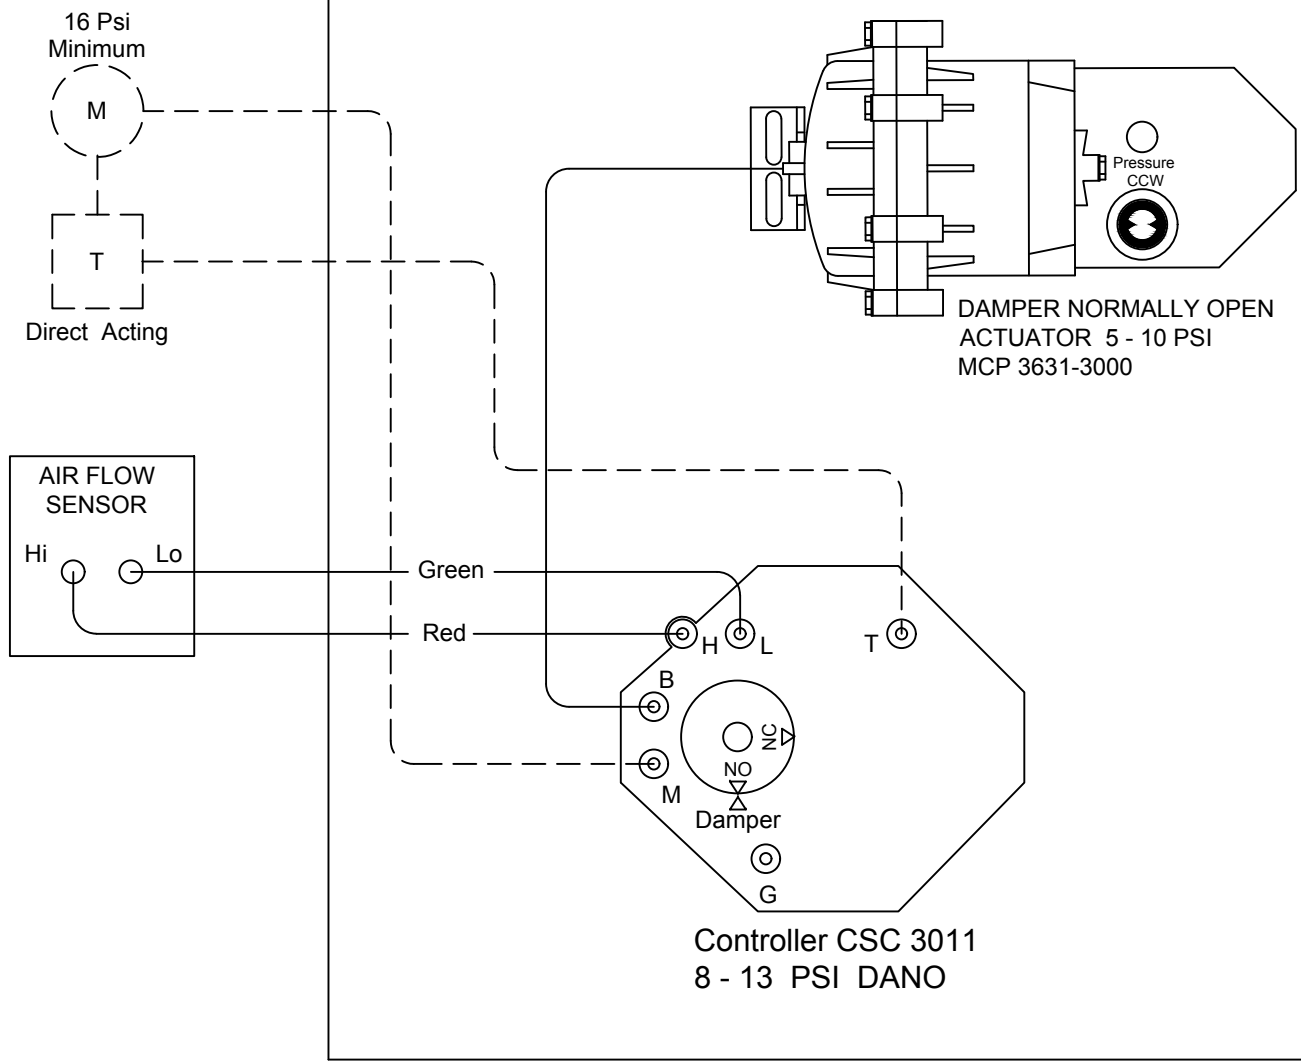 16 Psi
Minimum
M
T
Direct Acting
Pressure
CCW
DAMPER NORMALLY OPEN
ACTUATOR 5 - 10 PSI
MCP 3631-3000
AIR FLOW
SENSOR
Hi
Lo
Green
Red
H
L
T
B
NC
NO
M
Damper
G
Controller CSC 3011
8 - 13 PSI DANO